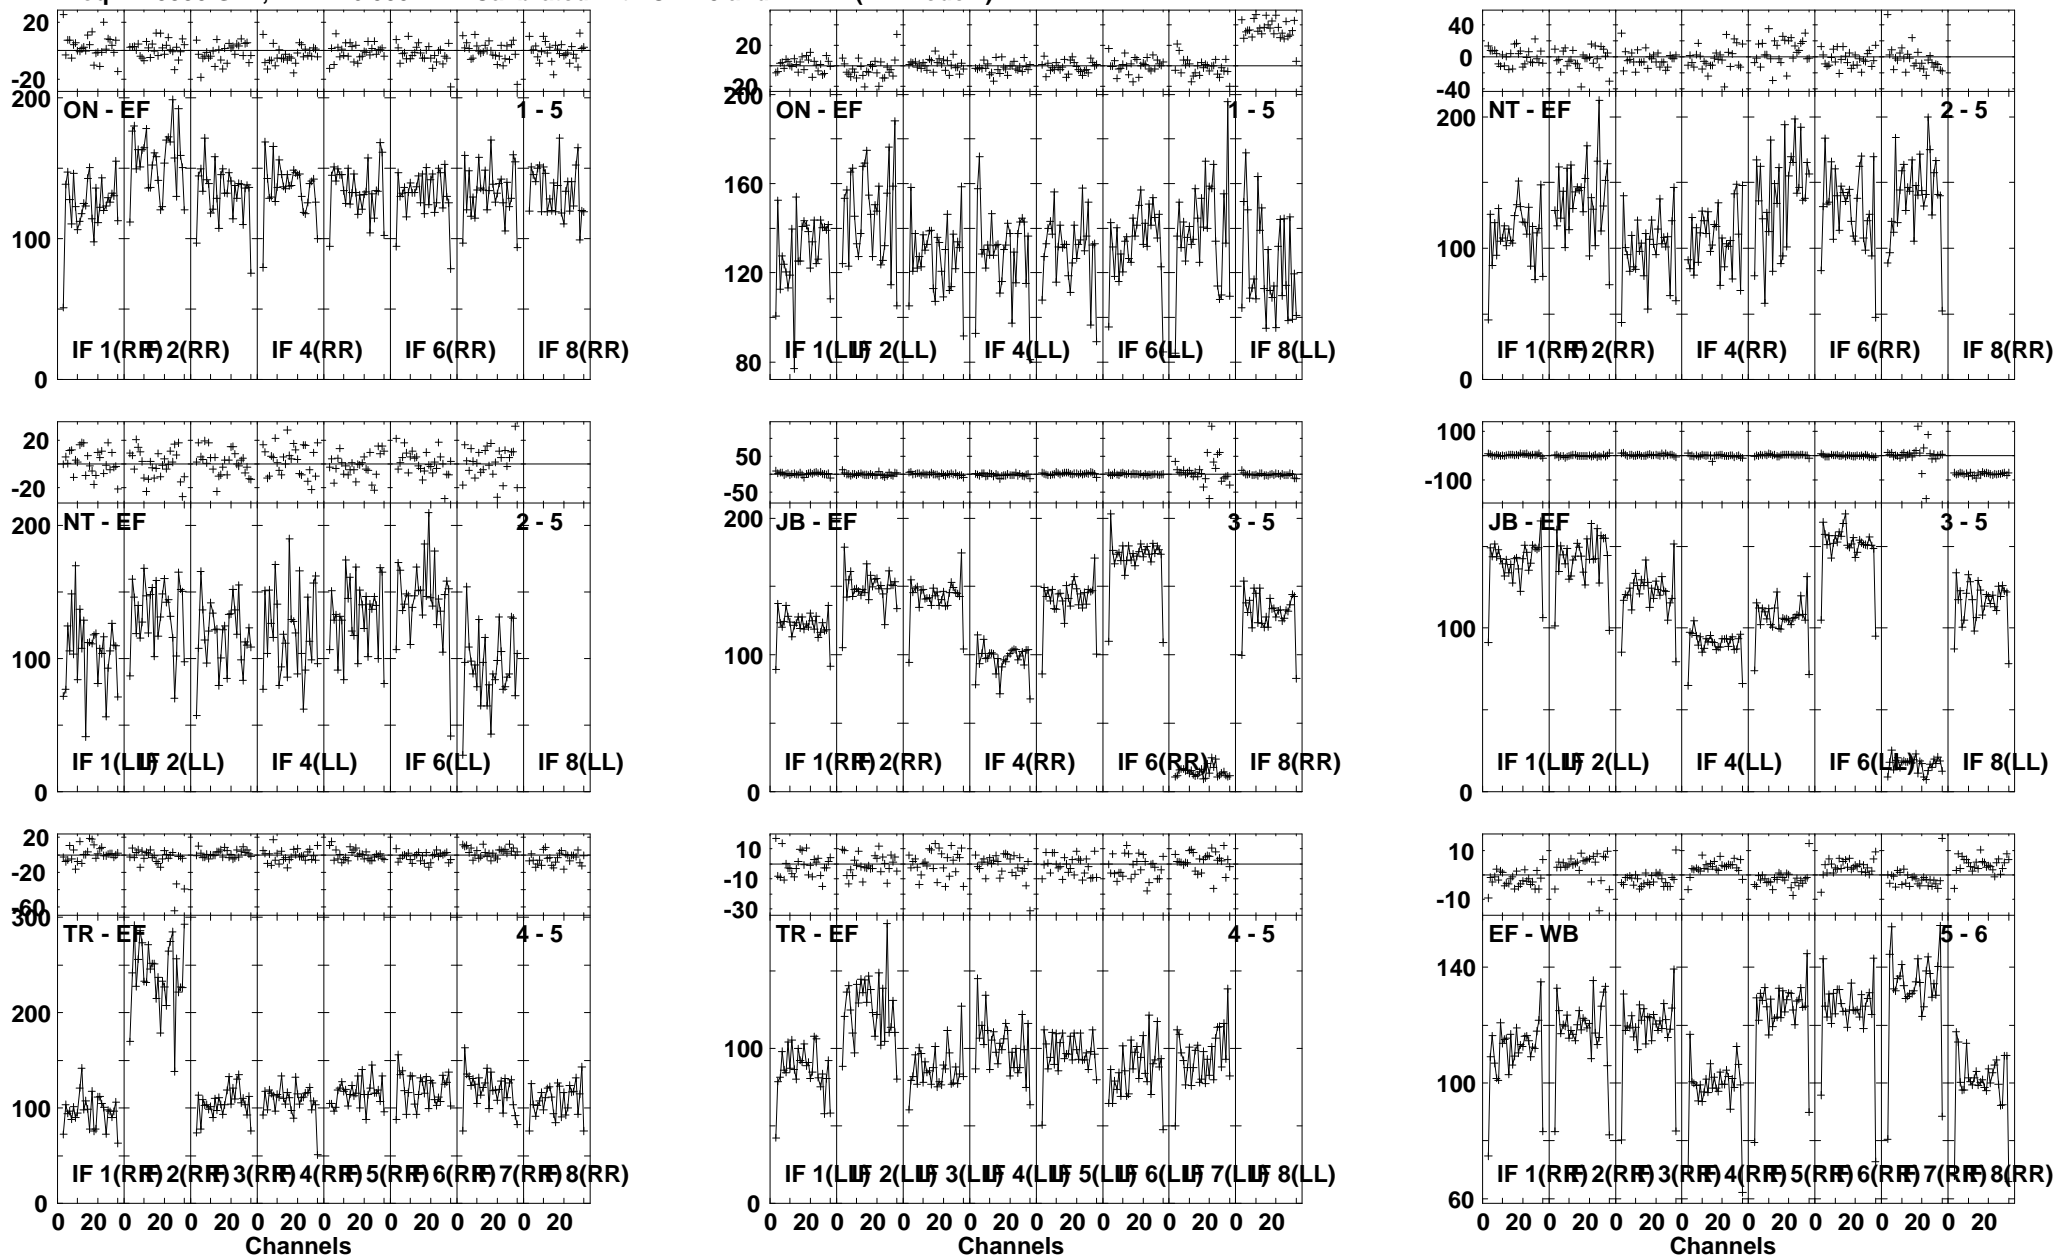 20
-20
200
100
0
ON - EF
1 - 5
IF 2(RR)
IF 4(RR)
IF 6(RR)
IF 8(RR)
20
-20
200
160
120
80
ON - EF
1 - 5
IF 2(LL)
IF 4(LL)
IF 6(LL)
IF 8(LL)
40
0
-40
200
100
0
NT - EF
2 - 5
IF 1(RR)
IF 2(RR)
IF 4(RR)
IF 6(RR)
IF 8(RR)
20
-20
200
100
0
NT - EF
2 - 5
IF 1(LL)
IF 2(LL)
IF 4(LL)
IF 6(LL)
IF 8(LL)
50
-50
200
100
0
JB - EF
3 - 5
IF 1(RR)
IF 2(RR)
IF 4(RR)
IF 6(RR)
IF 8(RR)
100
-100
100
0
JB - EF
3 - 5
IF 1(LL)
IF 2(LL)
IF 4(LL)
IF 6(LL)
IF 8(LL)
20
-20
-60
300
200
100
0
TR - EF
4 - 5
IF 1(RR) IF 2(RR) IF 3(RR) IF 4(RR) IF 5(RR) IF 6(RR) IF 7(RR) IF 8(RR)
0 20 0 20 0 20 0 20 0 20 0 20 0 20 0 20
Channels
10
-10
-30
100
0
TR - EF
4 - 5
IF 1(LL) IF 2(LL) IF 3(LL) IF 4(LL) IF 5(LL) IF 6(LL) IF 7(LL) IF 8(LL)
0 20 0 20 0 20 0 20 0 20 0 20 0 20 0 20
Channels
10
-10
140
100
60
EF - WB
5 - 6
IF 1(RR) IF 2(RR) IF 3(RR) IF 4(RR) IF 5(RR) IF 6(RR) IF 7(RR) IF 8(RR)
0 20 0 20 0 20 0 20 0 20 0 20 0 20 0 20
Channels